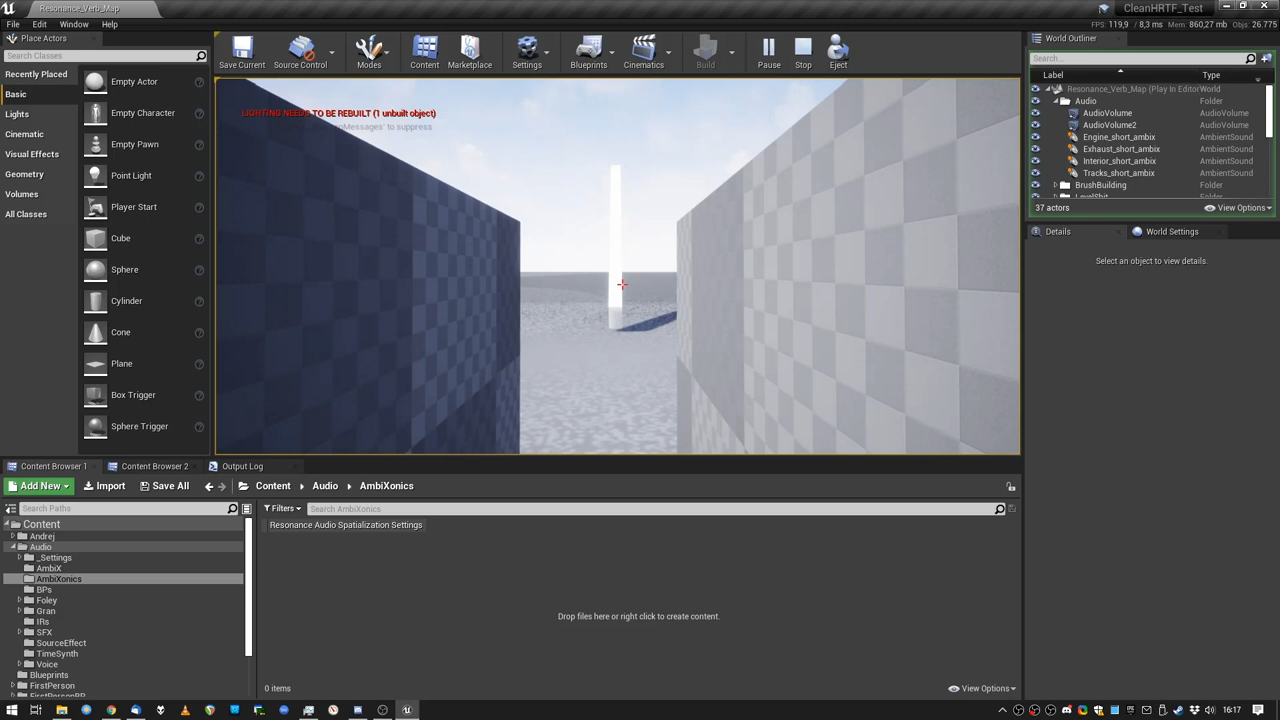 Resonance_Verb_Map
CleanHRTF_Test
File Edit Window Help
FPS: 119,9 / 8,3 ms Mem: 860,27 mb Objs: 26.775
Place Actors
Search Classes
Recently Placed
Basic
Lights
Cinematic
Visual Effects
Geometry
Volumes
All Classes
Empty Actor
Empty Character
Empty Pawn
Point Light
Player Start
Cube
Sphere
Cylinder
Cone
Plane
Box Trigger
Sphere Trigger
Save Current
Source Control
Modes
Content
Marketplace
Settings
Blueprints
Cinematics
Build
Pause
Stop
Eject
LIGHTING NEEDS TO BE REBUILT (1 unbuilt object)
Messages' to suppress
World Outliner
Search...
Label Type
Resonance_Verb_Map (Play In Editor World
Audio Folder
AudioVolume AudioVolume
AudioVolume2 AudioVolume
Engine_short_ambix AmbientSound
Exhaust_short_ambix AmbientSound
Interior_short_ambix AmbientSound
Tracks_short_ambix AmbientSound
BrushBuilding Folder
Folder
37 actors View Options
Details World Settings
Select an object to view details.
Content Browser 1 Content Browser 2 Output Log
Add New Import Save All Content Audio AmbiXonics
Search Paths
Content
Andrej
Audio
_Settings
AmbiX
AmbiXonics
BPs
Foley
Gran
IRs
SFX
SourceEffect
TimeSynth
Voice
Blueprints
FirstPerson
FirstPersonBP
Filters Search AmbiXonics
Resonance Audio Spatialization Settings
Drop files here or right click to create content.
0 items View Options
16:17